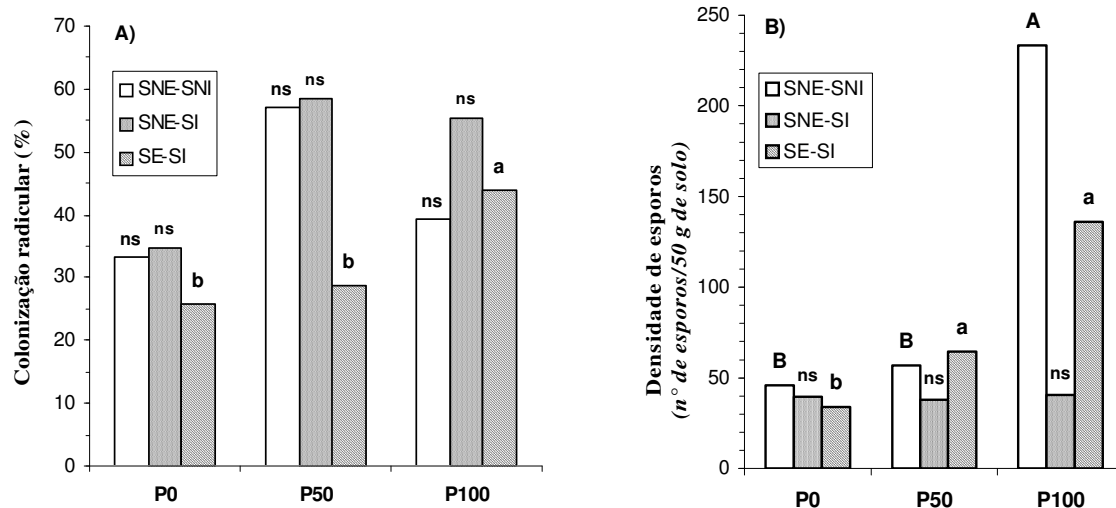 A)
SNE-SNI
SNE-SI
SE-SI
Colonização radicular (%)
70
60
50
40
30
20
10
0
ns
ns
b
ns
ns
b
ns
ns
a
P0
P50
P100
B)
SNE-SNI
SNE-SI
SE-SI
Densidade de esporos
(n° de esporos/50 g de solo)
250
200
150
100
50
0
B
ns
b
B
ns
a
A
ns
a
P0
P50
P100